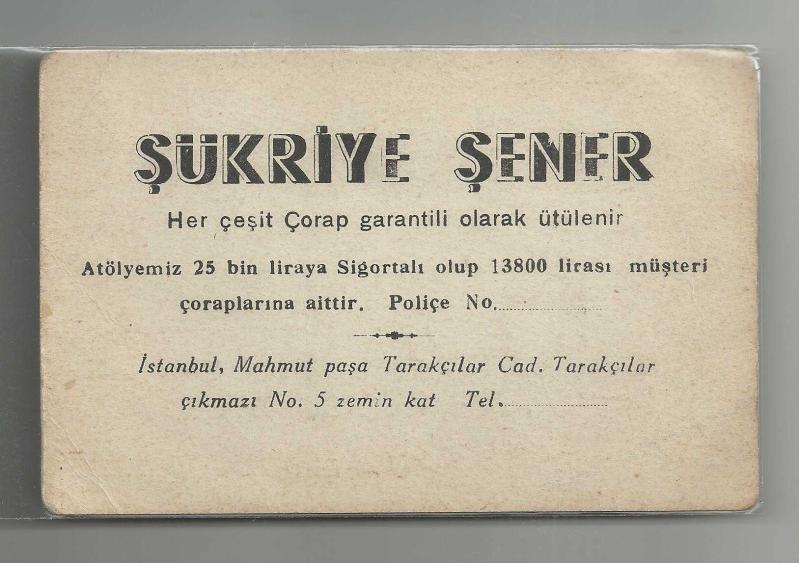 ŞÜKRİYE ŞENER
Her çeşit Çorap garantili olarak ütülenir
Atölyemiz 25 bin liraya Siğortalı olup 13800 lirası müşteri
çoraplarına aittir. Poliçe No.....................
İstanbul, Mahmut paşa Tarakçılar Cad. Tarakçılar
çıkmazı No. 5 zemin kat Tel.....................